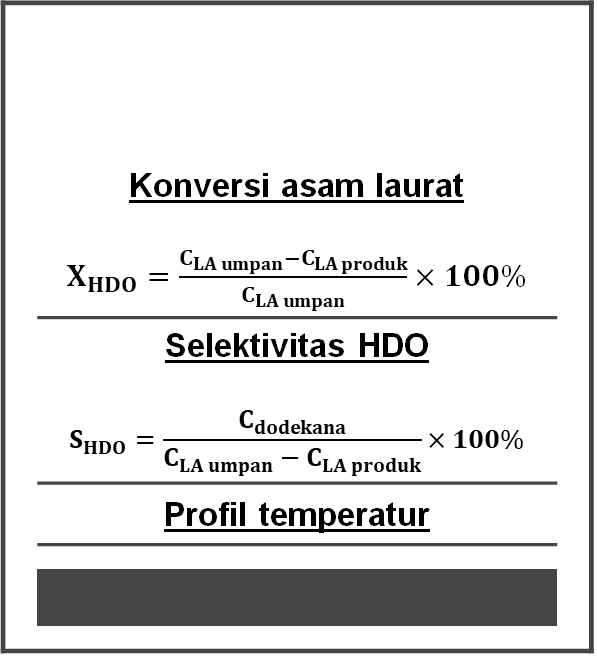 Konversi asam laurat
X_HDO = (C_LA umpan − C_LA produk) / C_LA umpan × 100%
Selektivitas HDO
S_HDO = C_dodekana / (C_LA umpan − C_LA produk) × 100%
Profil temperatur